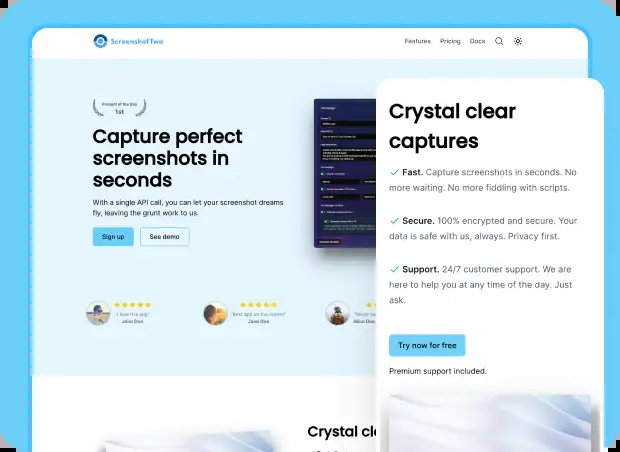 ScreenshotTwo
Features Pricing Docs
Product of the Day
1st
Capture perfect
screenshots in
seconds
With a single API call, you can let your screenshot dreams
fly, leaving the grunt work to us.
Sign up See demo
"I love this app"
Jane Doe
"Best app on the market"
Jane Doe
Alice Doe
Crystal clear
captures
Fast. Capture screenshots in seconds. No
more waiting. No more fiddling with scripts.
Secure. 100% encrypted and secure. Your
data is safe with us, always. Privacy first.
Support. 24/7 customer support. We are
here to help you at any time of the day. Just
ask.
Try now for free
Premium support included.
Crystal cl